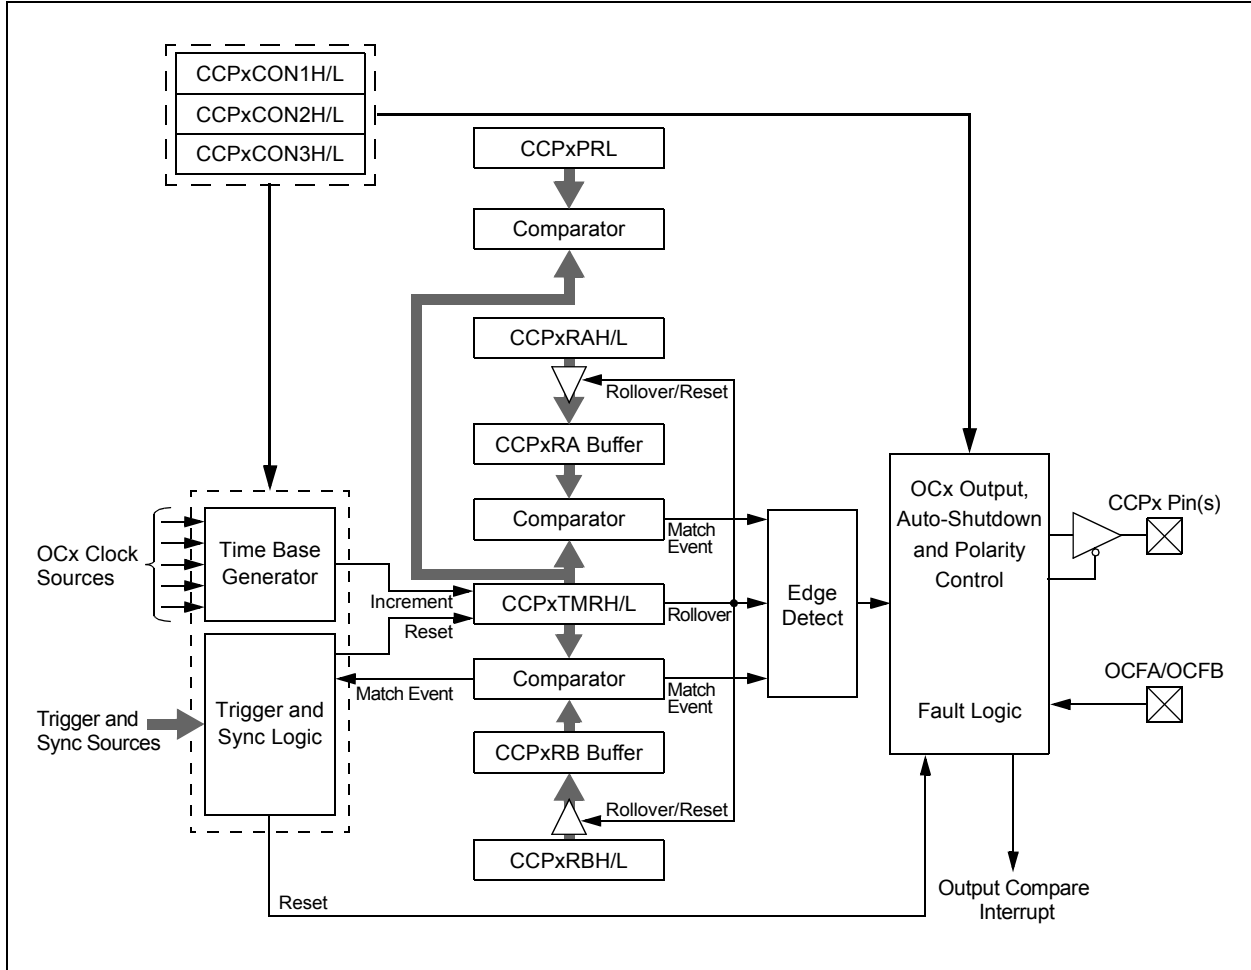 CCPxCON1H/L
CCPxCON2H/L
CCPxCON3H/L
CCPxPRL
Comparator
CCPxRAH/L
Rollover/Reset
CCPxRA Buffer
Comparator
Match
Event
OCx Clock
Sources
Time Base
Generator
Increment
Reset
CCPxTMRH/L
Rollover
Edge
Detect
OCx Output,
Auto-Shutdown
and Polarity
Control
CCPx Pin(s)
OCFA/OCFB
Fault Logic
Trigger and
Sync Sources
Trigger and
Sync Logic
Match Event
Comparator
Match
Event
CCPxRB Buffer
Rollover/Reset
CCPxRBH/L
Reset
Output Compare
Interrupt